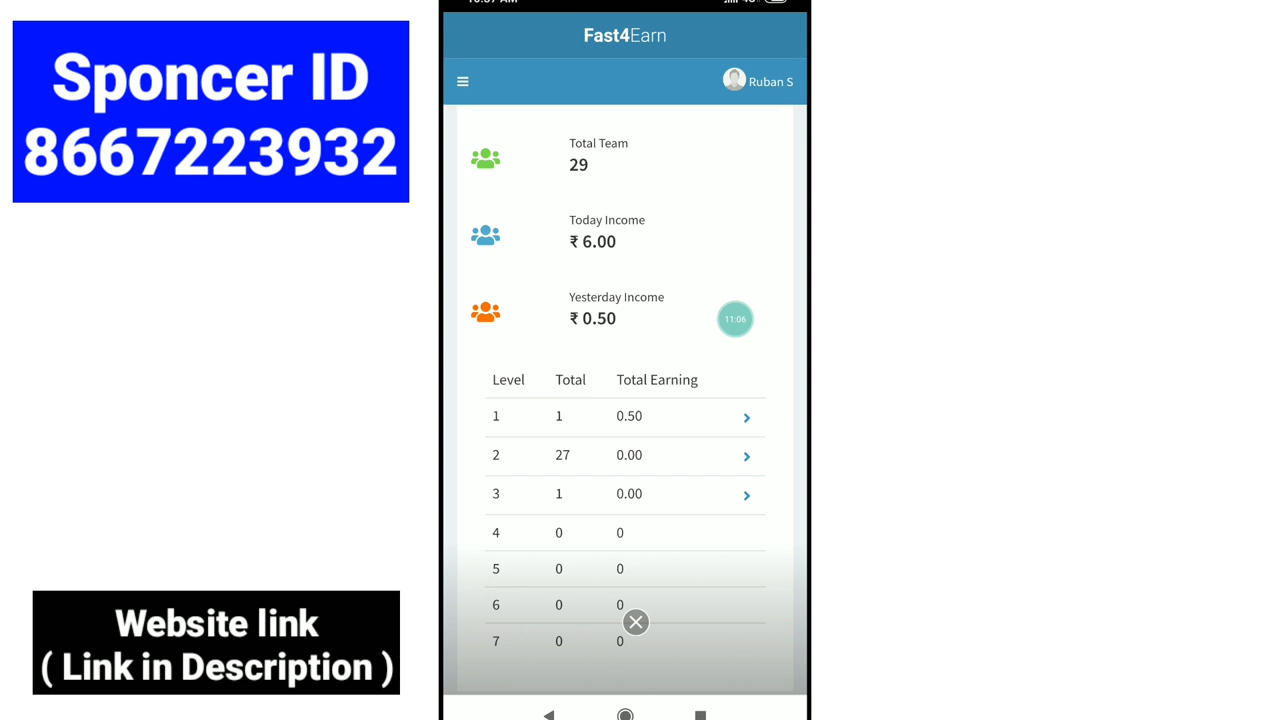 Sponcer ID
8667223932
Fast4Earn
Ruban S
Total Team
29
Today Income
₹ 6.00
Yesterday Income
₹ 0.50
11:06
Level Total Total Earning
1 1 0.50
2 27 0.00
3 1 0.00
4 0 0
5 0 0
6 0 0
7 0 0
Website link
( Link in Description )